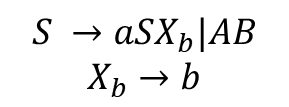 S → aSX_b|AB
X_b → b